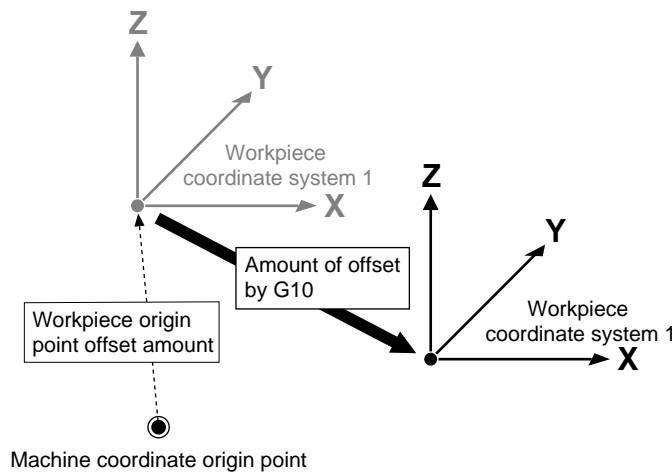 Z
Y
Workpiece
coordinate system 1
X
Z
Y
Amount of offset
by G10
Workpiece origin
point offset amount
Workpiece
coordinate system 1
X
Machine coordinate origin point